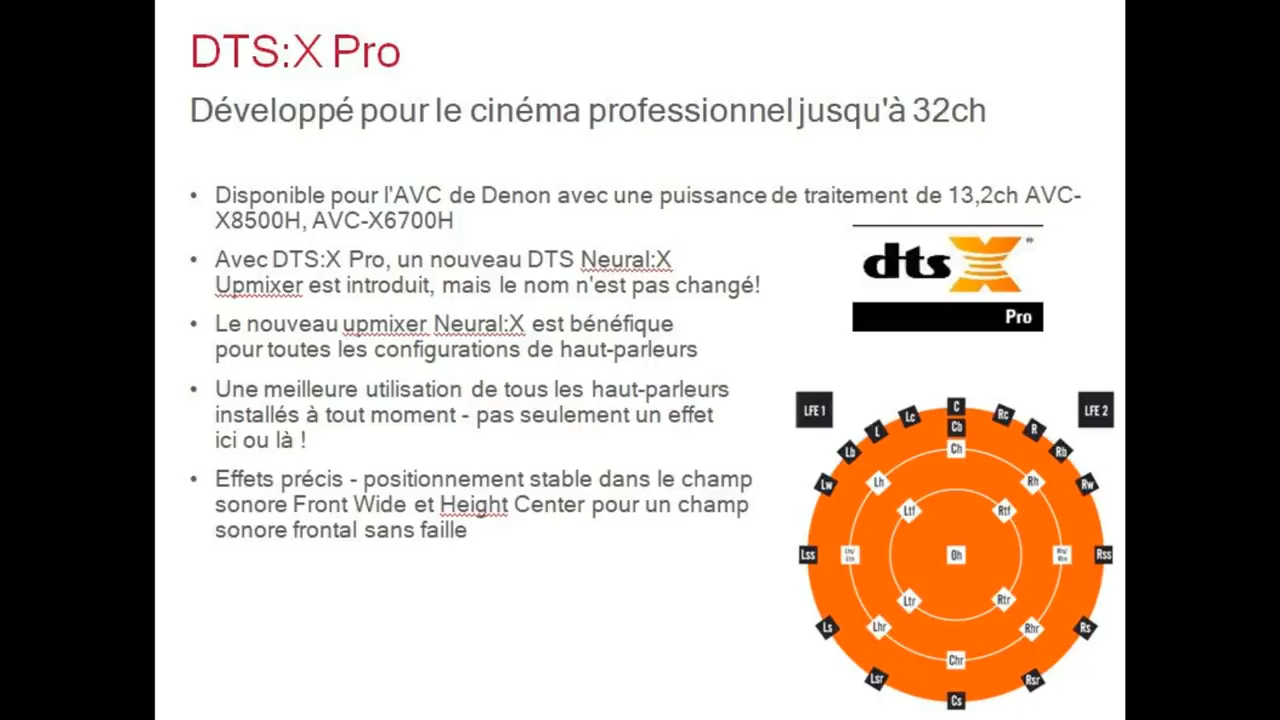 DTS:X Pro
Développé pour le cinéma professionnel jusqu'à 32ch
• Disponible pour l'AVC de Denon avec une puissance de traitement de 13,2ch AVC-
X8500H, AVC-X6700H
• Avec DTS:X Pro, un nouveau DTS Neural:X
Upmixer est introduit, mais le nom n'est pas changé!
• Le nouveau upmixer Neural:X est bénéfique
pour toutes les configurations de haut-parleurs
• Une meilleure utilisation de tous les haut-parleurs
installés à tout moment - pas seulement un effet
ici ou là !
• Effets précis - positionnement stable dans le champ
sonore Front Wide et Height Center pour un champ
sonore frontal sans faille
dts X ®
Pro
LFE 1
LFE 2
C
Lc
Rc
L
Cb
R
Lb
Ch
Rb
Lw
Lh
Rh
Rw
Ltf
Rtf
Lss
Oh
Rss
Ltr
Rtr
Ls
Lhr
Rhr
Rs
Chr
Lsr
Rsr
Cs